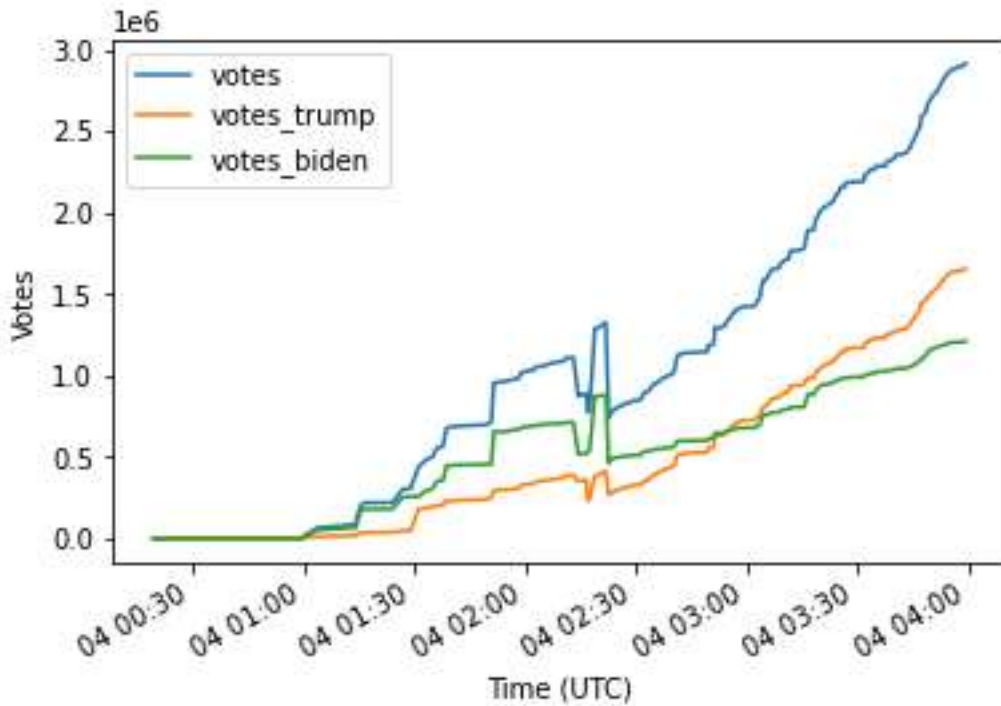 1e6
3.0
2.5
2.0
1.5
1.0
0.5
0.0
Votes
votes
votes_trump
votes_biden
04 00:30
04 01:00
04 01:30
04 02:00
04 02:30
04 03:00
04 03:30
04 04:00
Time (UTC)